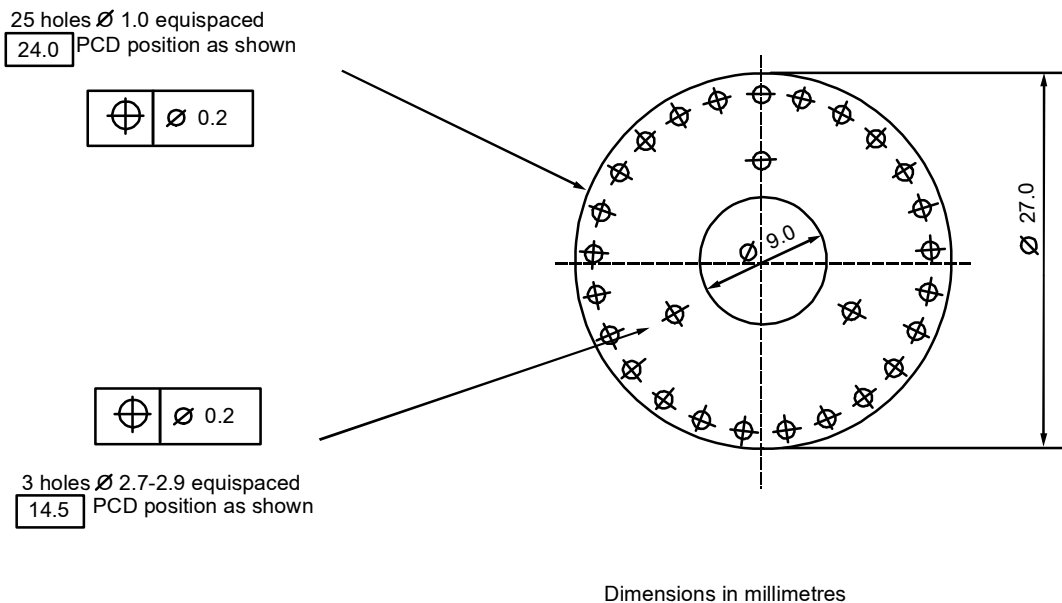 25 holes Ø 1.0 equispaced
24.0 PCD position as shown
⌖ Ø 0.2
Ø 9.0
Ø 27.0
⌖ Ø 0.2
3 holes Ø 2.7-2.9 equispaced
14.5 PCD position as shown
Dimensions in millimetres